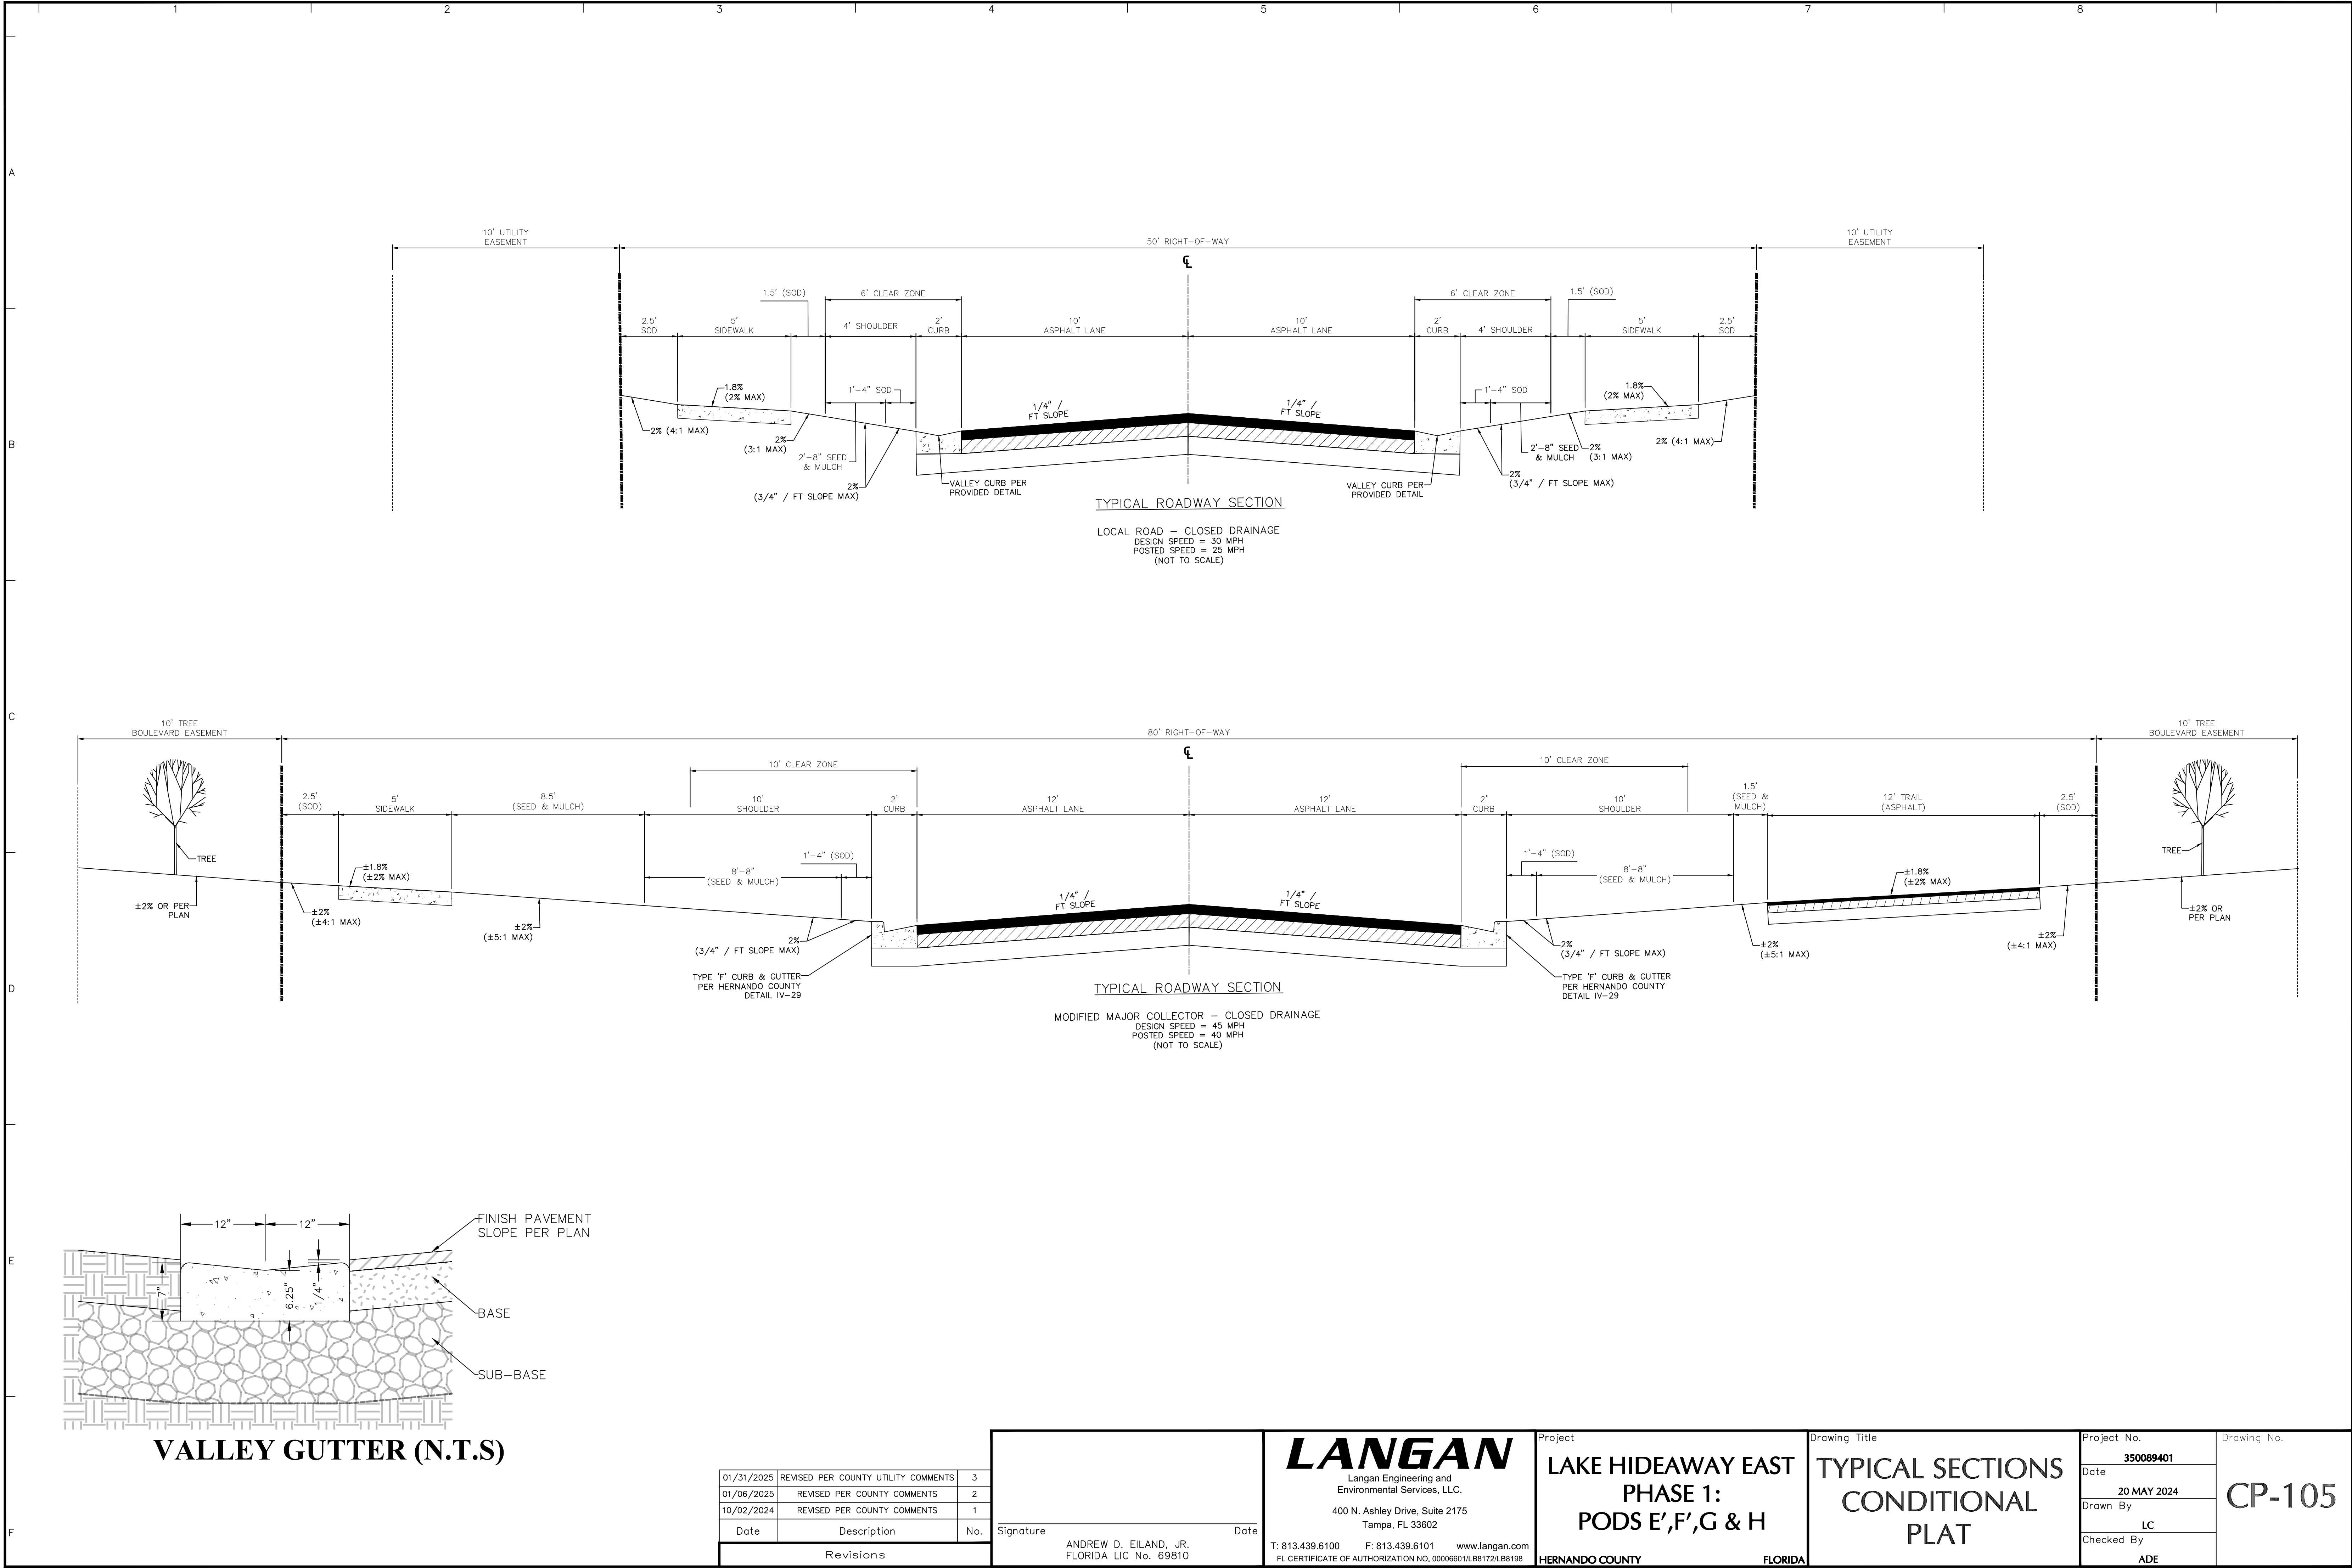 1 2 3 4 5 6 7 8
A
B
C
D
E
F
10' UTILITY
EASEMENT
50' RIGHT-OF-WAY
10' UTILITY
EASEMENT
℄
1.5' (SOD)
6' CLEAR ZONE
6' CLEAR ZONE
1.5' (SOD)
2.5'
SOD
5'
SIDEWALK
4' SHOULDER
2'
CURB
10'
ASPHALT LANE
10'
ASPHALT LANE
2'
CURB
4' SHOULDER
5'
SIDEWALK
2.5'
SOD
1.8%
(2% MAX)
1'-4" SOD
1/4" /
FT SLOPE
1/4" /
FT SLOPE
1'-4" SOD
1.8%
(2% MAX)
2% (4:1 MAX)
2%
(3:1 MAX)
2'-8" SEED
& MULCH
2%
(3/4" / FT SLOPE MAX)
VALLEY CURB PER
PROVIDED DETAIL
VALLEY CURB PER
PROVIDED DETAIL
2'-8" SEED
& MULCH
2%
(3:1 MAX)
2%
(3/4" / FT SLOPE MAX)
2% (4:1 MAX)
TYPICAL ROADWAY SECTION
LOCAL ROAD - CLOSED DRAINAGE
DESIGN SPEED = 30 MPH
POSTED SPEED = 25 MPH
(NOT TO SCALE)
10' TREE
BOULEVARD EASEMENT
80' RIGHT-OF-WAY
10' TREE
BOULEVARD EASEMENT
℄
10' CLEAR ZONE
10' CLEAR ZONE
2.5'
(SOD)
5'
SIDEWALK
8.5'
(SEED & MULCH)
10'
SHOULDER
2'
CURB
12'
ASPHALT LANE
12'
ASPHALT LANE
2'
CURB
10'
SHOULDER
1.5'
(SEED &
MULCH)
12' TRAIL
(ASPHALT)
2.5'
(SOD)
TREE
±1.8%
(±2% MAX)
8'-8"
(SEED & MULCH)
1'-4" (SOD)
1/4" /
FT SLOPE
1/4" /
FT SLOPE
1'-4" (SOD)
8'-8"
(SEED & MULCH)
±1.8%
(±2% MAX)
TREE
±2% OR PER
PLAN
±2%
(±4:1 MAX)
±2%
(±5:1 MAX)
2%
(3/4" / FT SLOPE MAX)
TYPE 'F' CURB & GUTTER
PER HERNANDO COUNTY
DETAIL IV-29
2%
(3/4" / FT SLOPE MAX)
TYPE 'F' CURB & GUTTER
PER HERNANDO COUNTY
DETAIL IV-29
±2%
(±5:1 MAX)
±2%
(±4:1 MAX)
±2% OR
PER PLAN
TYPICAL ROADWAY SECTION
MODIFIED MAJOR COLLECTOR - CLOSED DRAINAGE
DESIGN SPEED = 45 MPH
POSTED SPEED = 40 MPH
(NOT TO SCALE)
12"
12"
7"
6.25"
1/4"
FINISH PAVEMENT
SLOPE PER PLAN
BASE
SUB-BASE
VALLEY GUTTER (N.T.S)
01/31/2025 REVISED PER COUNTY UTILITY COMMENTS 3
01/06/2025 REVISED PER COUNTY COMMENTS 2
10/02/2024 REVISED PER COUNTY COMMENTS 1
Date Description No.
Revisions
Signature Date
ANDREW D. EILAND, JR.
FLORIDA LIC No. 69810
LANGAN
Langan Engineering and
Environmental Services, LLC.
400 N. Ashley Drive, Suite 2175
Tampa, FL 33602
T: 813.439.6100 F: 813.439.6101 www.langan.com
FL CERTIFICATE OF AUTHORIZATION NO. 00006601/LB8172/LB8198
Project
LAKE HIDEAWAY EAST
PHASE 1:
PODS E',F',G & H
HERNANDO COUNTY FLORIDA
Drawing Title
TYPICAL SECTIONS
CONDITIONAL
PLAT
Project No.
350089401
Date
20 MAY 2024
Drawn By
LC
Checked By
ADE
Drawing No.
CP-105